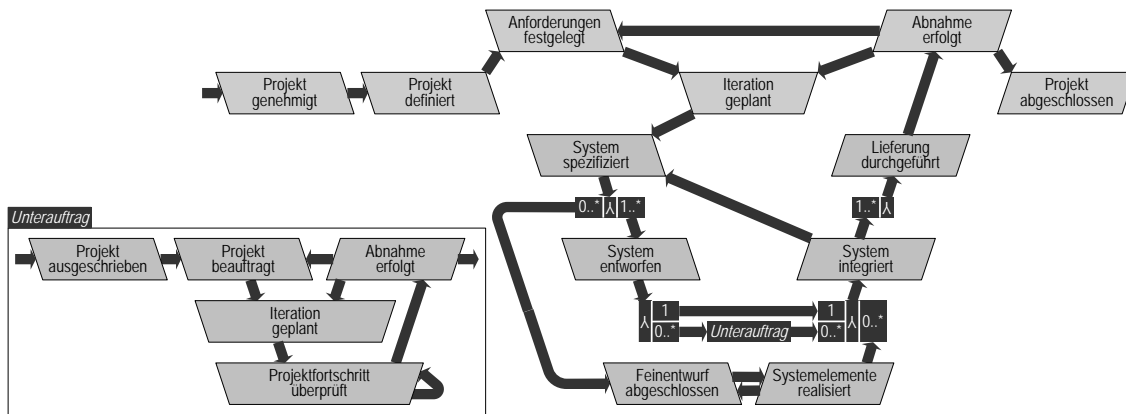 Anforderungen
festgelegt
Abnahme
erfolgt
Projekt
genehmigt
Projekt
definiert
Iteration
geplant
Projekt
abgeschlossen
System
spezifiziert
Lieferung
durchgeführt
0..* 1..*
1..*
Unterauftrag
Projekt
ausgeschrieben
Projekt
beauftragt
Abnahme
erfolgt
System
entworfen
System
integriert
Iteration
geplant
1
0..*
Unterauftrag
1
0..*
0..*
Projektfortschritt
überprüft
Feinentwurf
abgeschlossen
Systemelemente
realisiert